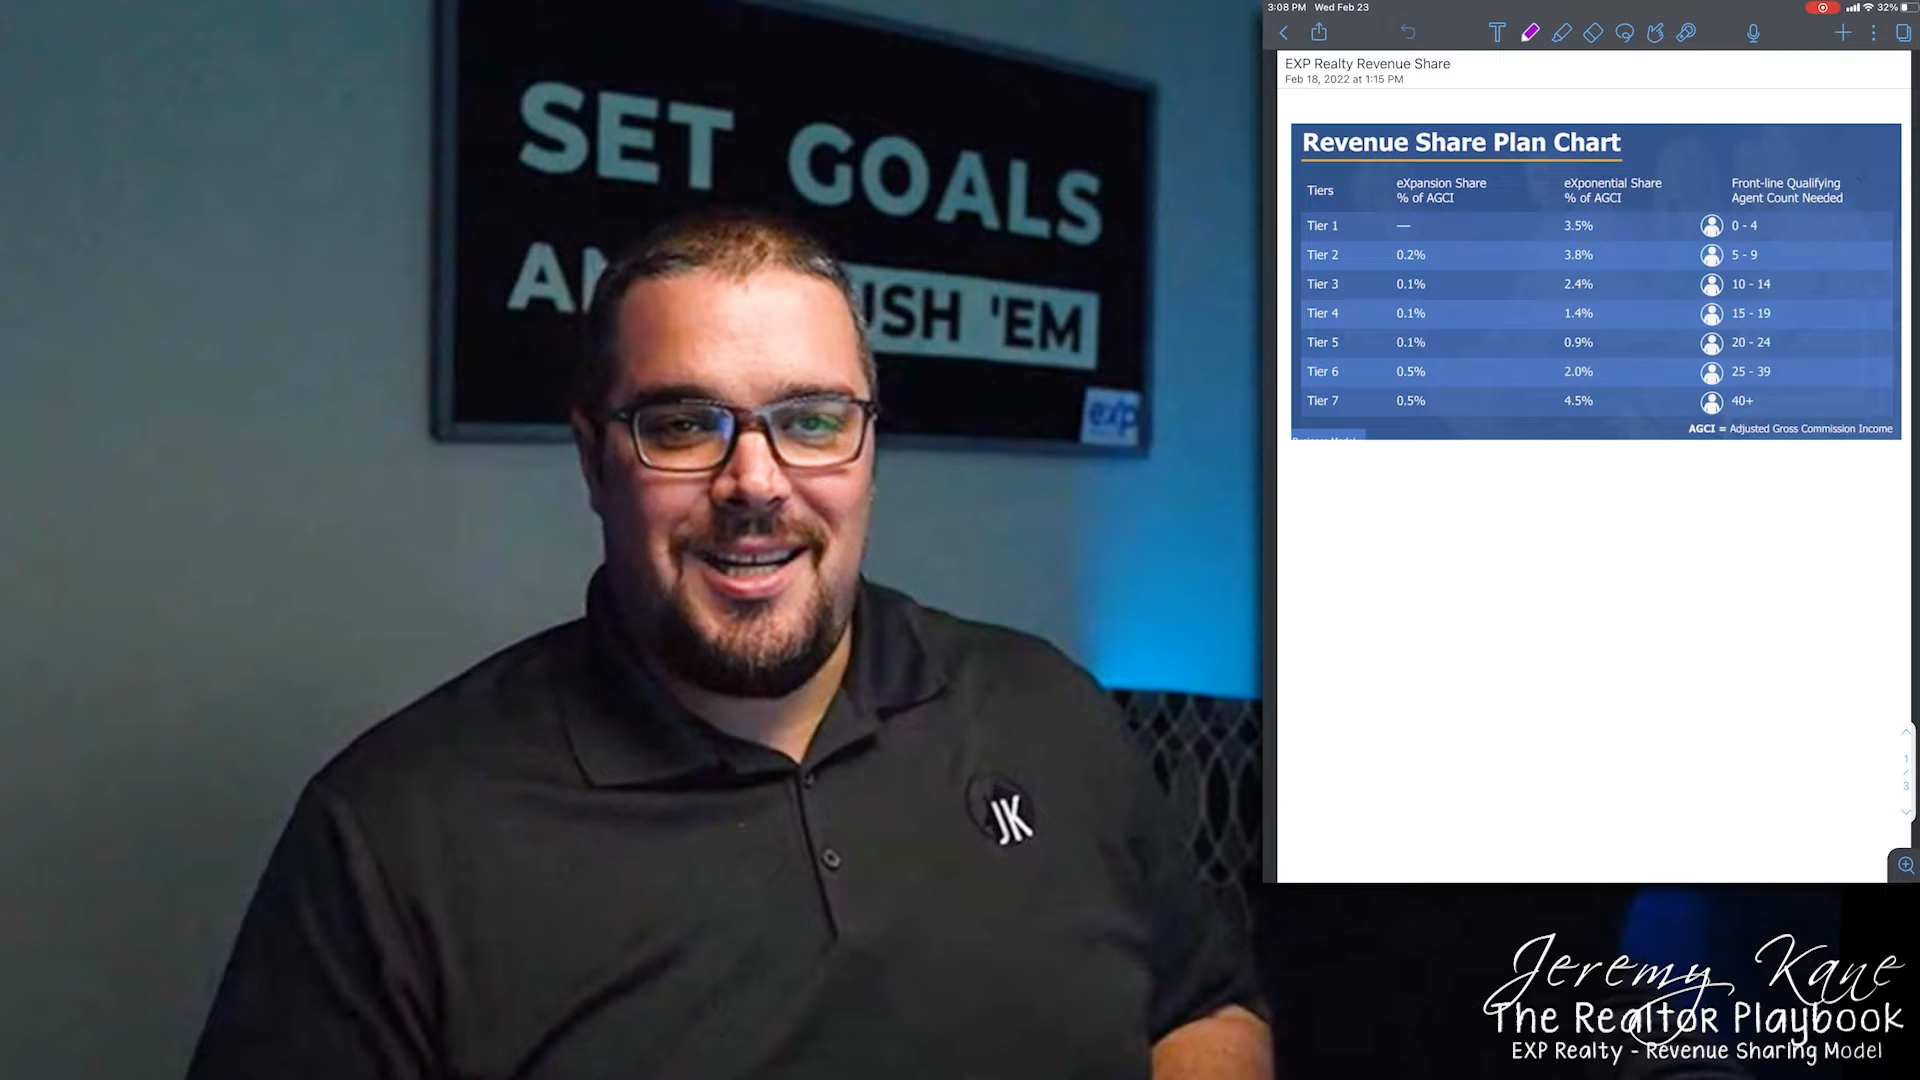 SET GOALS
USH 'EM
exp
JK
3:08 PM Wed Feb 23
32%
EXP Realty Revenue Share
Feb 18, 2022 at 1:15 PM
Revenue Share Plan Chart
Tiers eXpansion Share % of AGCI eXponential Share % of AGCI Front-line Qualifying Agent Count Needed
Tier 1 — 3.5% 0 - 4
Tier 2 0.2% 3.8% 5 - 9
Tier 3 0.1% 2.4% 10 - 14
Tier 4 0.1% 1.4% 15 - 19
Tier 5 0.1% 0.9% 20 - 24
Tier 6 0.5% 2.0% 25 - 39
Tier 7 0.5% 4.5% 40+
AGCI = Adjusted Gross Commission Income
1
/
3
Jeremy Kane
The Realtor Playbook
EXP Realty - Revenue Sharing Model